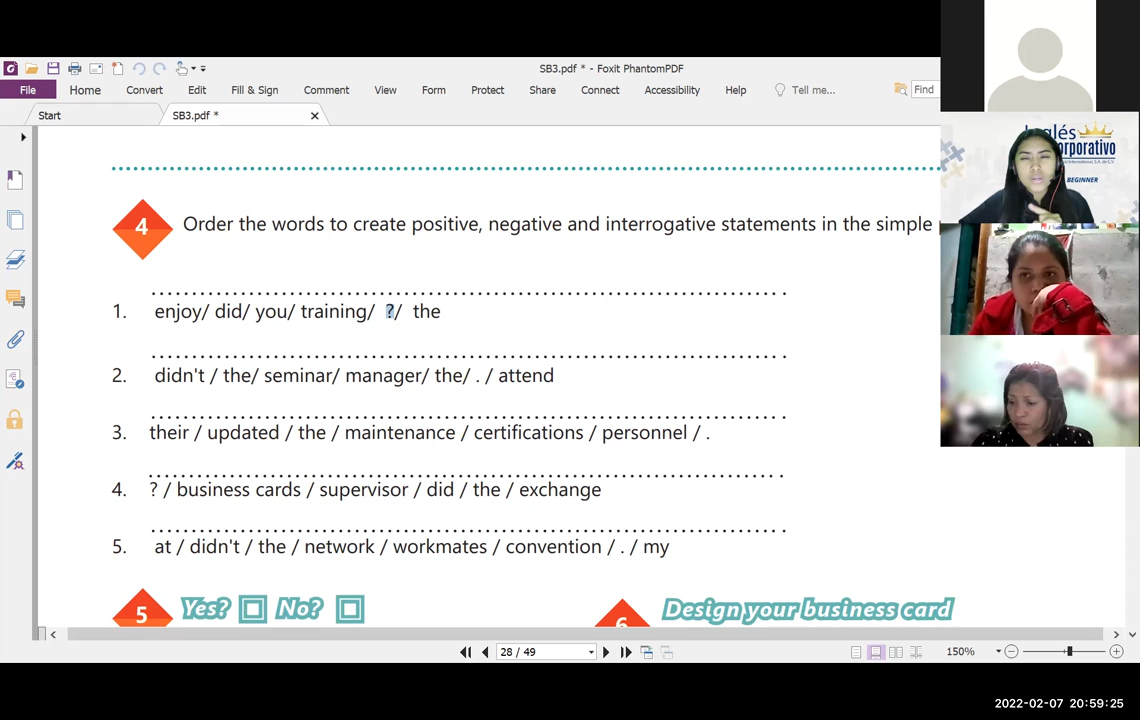 SB3.pdf * - Foxit PhantomPDF
File Home Convert Edit Fill & Sign Comment View Form Protect Share Connect Accessibility Help Tell me... Find
Start SB3.pdf *
4 Order the words to create positive, negative and interrogative statements in the simple
1. enjoy/ did/ you/ training/ ?/ the
2. didn't / the/ seminar/ manager/ the/ . / attend
3. their / updated / the / maintenance / certifications / personnel / .
4. ? / business cards / supervisor / did / the / exchange
5. at / didn't / the / network / workmates / convention / . / my
5 Yes? No?
6 Design your business card
28 / 49
150%
BEGINNER
2022-02-07 20:59:25